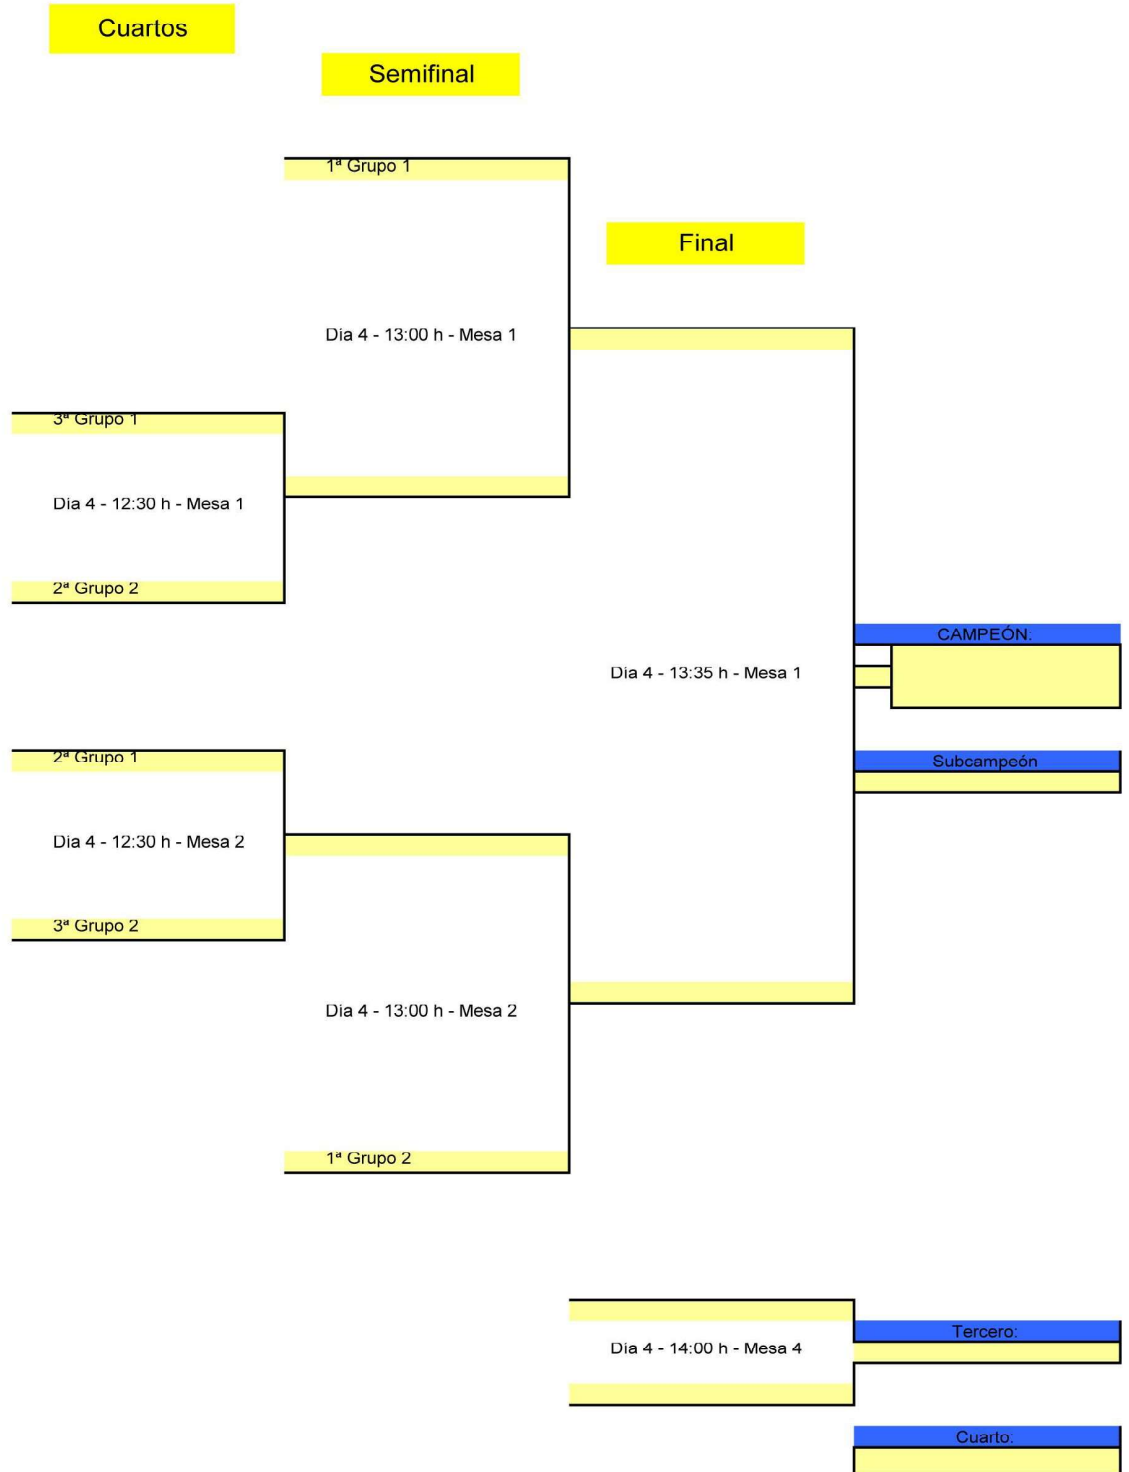 Cuartos
Semifinal
1ª Grupo 1
Final
Dia 4 - 13:00 h - Mesa 1
3ª Grupo 1
Dia 4 - 12:30 h - Mesa 1
2ª Grupo 2
CAMPEÓN:
Dia 4 - 13:35 h - Mesa 1
2ª Grupo 1
Subcampeón
Dia 4 - 12:30 h - Mesa 2
3ª Grupo 2
Dia 4 - 13:00 h - Mesa 2
1ª Grupo 2
Tercero:
Dia 4 - 14:00 h - Mesa 4
Cuarto: